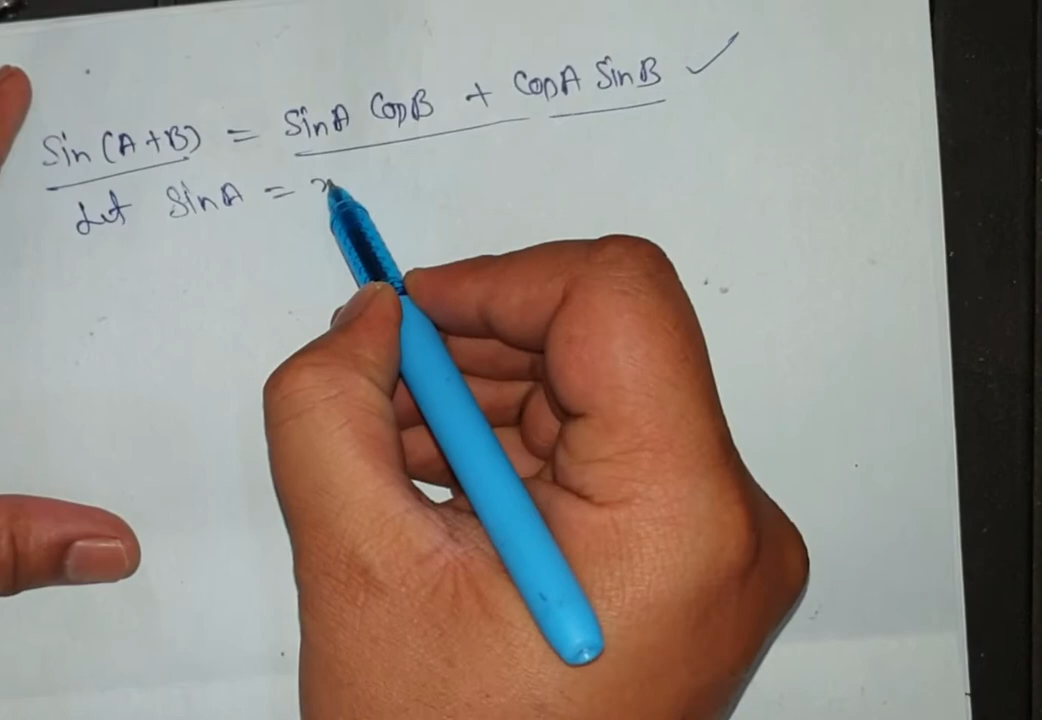 Sin (A+B) = SinA CosB + CosA SinB ✓
Let SinA = x